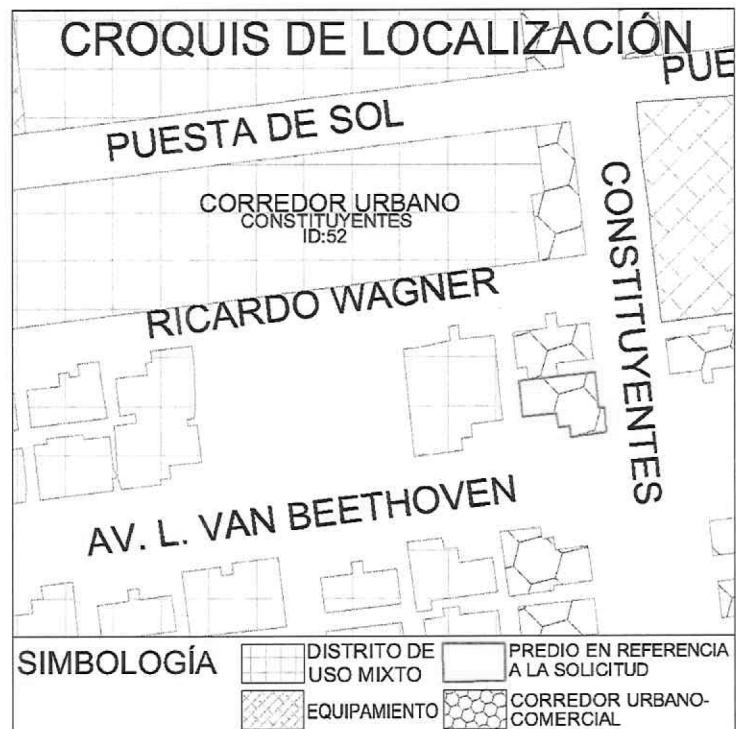 CROQUIS DE LOCALIZACIÓN
PUE
PUESTA DE SOL
CORREDOR URBANO
CONSTITUYENTES
ID:52
CONSTITUYENTES
RICARDO WAGNER
AV. L. VAN BEETHOVEN
SIMBOLOGÍA
DISTRITO DE
USO MIXTO
PREDIO EN REFERENCIA
A LA SOLICITUD
EQUIPAMIENTO
CORREDOR URBANO-
COMERCIAL